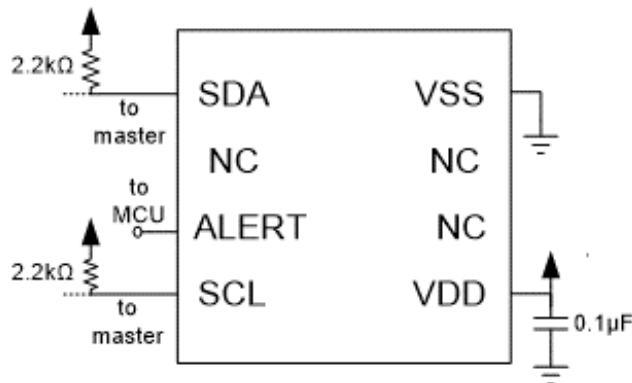 2.2kΩ
to
master
SDA
VSS
NC
NC
to
MCU
ALERT
NC
2.2kΩ
to
master
SCL
VDD
0.1µF